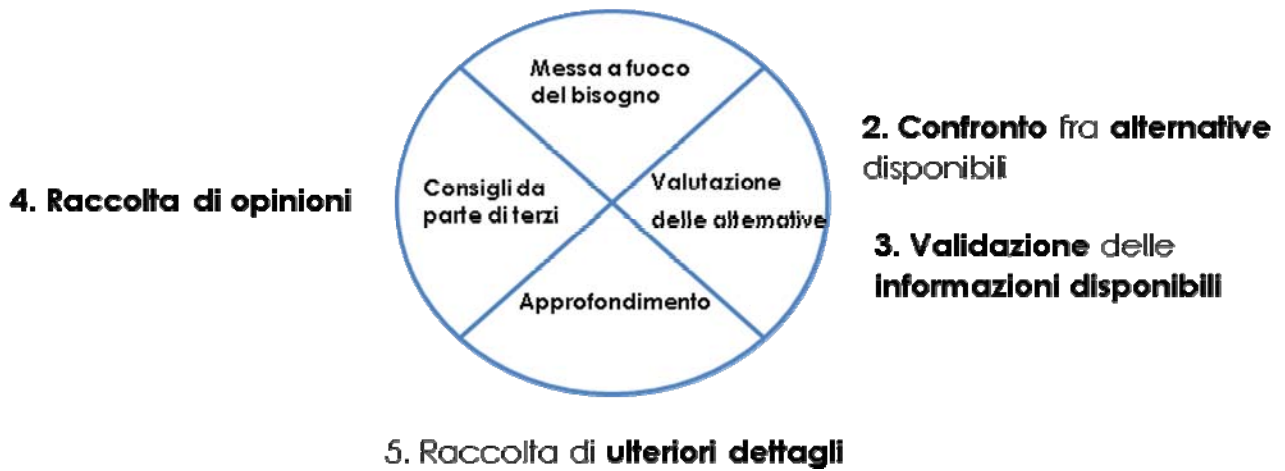 Messa a fuoco
del bisogno
2. Confronto fra alternative
disponibili
4. Raccolta di opinioni
Consigli da
parte di terzi
Valutazione
delle alternative
3. Validazione delle
informazioni disponibili
Approfondimento
5. Raccolta di ulteriori dettagli